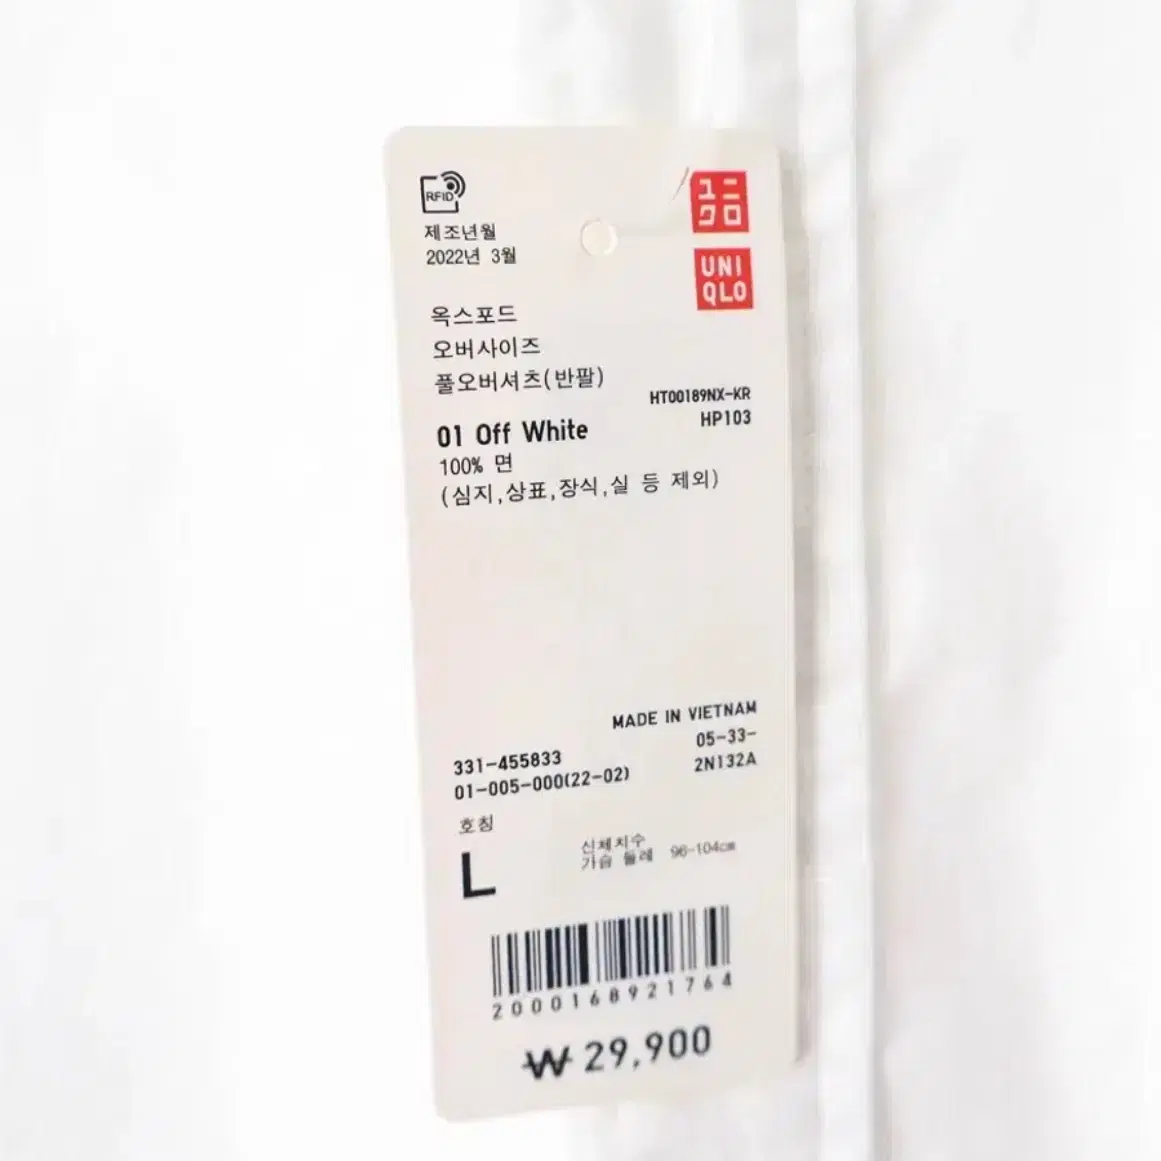 RFID
ユニ
クロ
제조년월
2022년 3월
UNI
QLO
옥스포드
오버사이즈
풀오버셔츠(반팔)
HT00189NX-KR
HP103
01 Off White
100% 면
(심지,상표,장식,실 등 제외)
MADE IN VIETNAM
05-33-
2N132A
331-455833
01-005-000(22-02)
호칭
L
신체치수
가슴 둘레 96-104cm
2000168921764
₩ 29,900